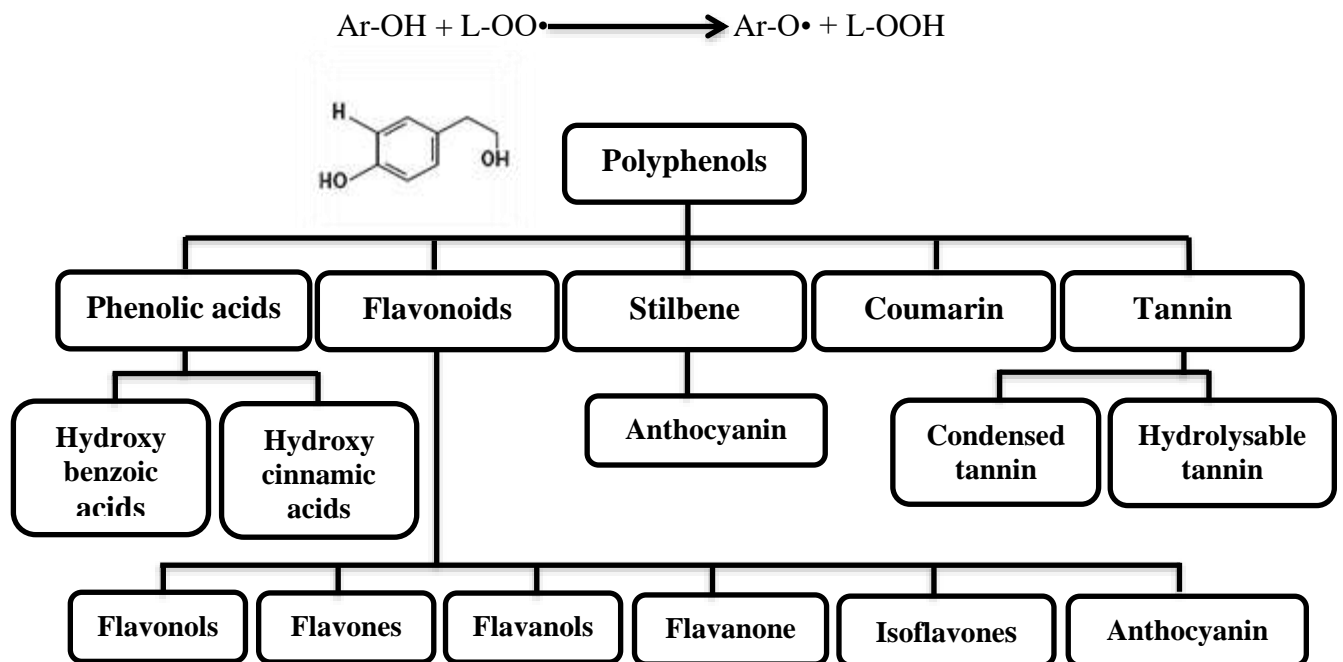 Ar-OH + L-OO• Ar-O• + L-OOH
H
OH
HO
Polyphenols
Phenolic acids
Flavonoids
Stilbene
Coumarin
Tannin
Hydroxy
benzoic
acids
Hydroxy
cinnamic
acids
Anthocyanin
Condensed
tannin
Hydrolysable
tannin
Flavonols
Flavones
Flavanols
Flavanone
Isoflavones
Anthocyanin